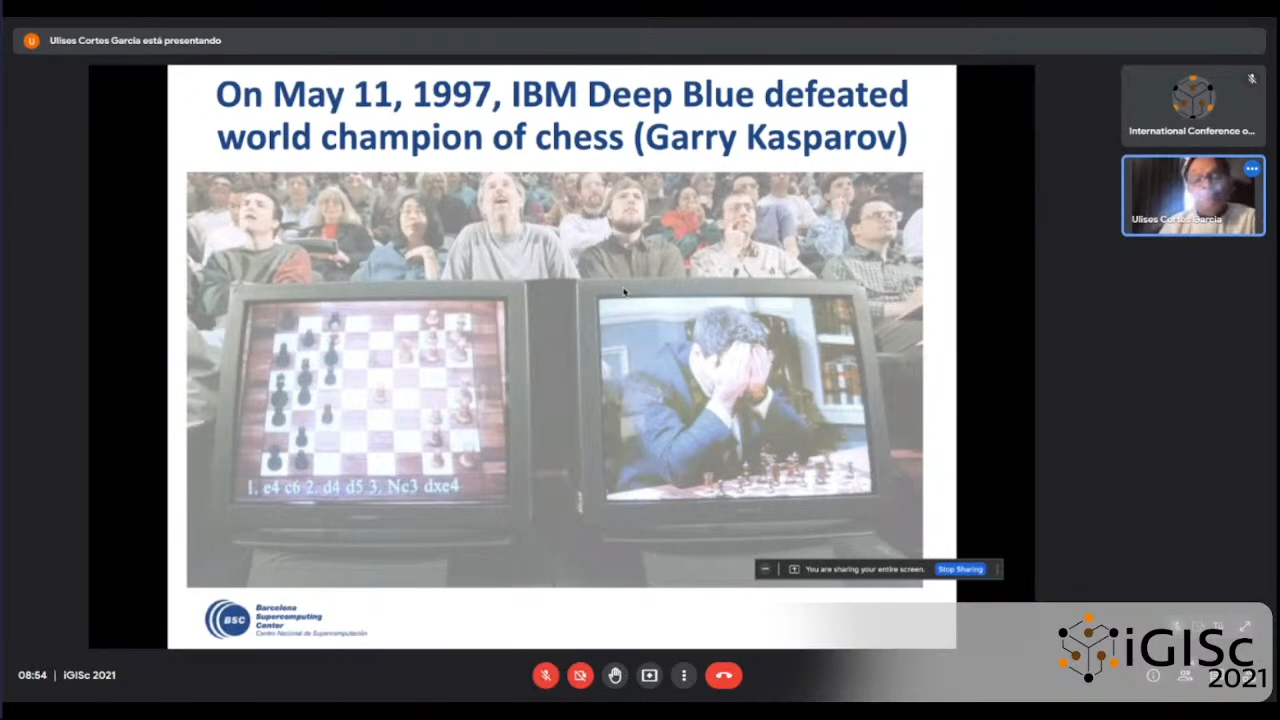 U
Ulises Cortes Garcia está presentando
On May 11, 1997, IBM Deep Blue defeated
world champion of chess (Garry Kasparov)
International Conference o...
Ulises Cortes Garcia
1. e4 c6 2. d4 d5 3. Nc3 dxe4
You are sharing your entire screen.
Stop Sharing
BSC
Barcelona
Supercomputing
Center
Centro Nacional de Supercomputación
08:54 | iGISc 2021
iGISc
2021